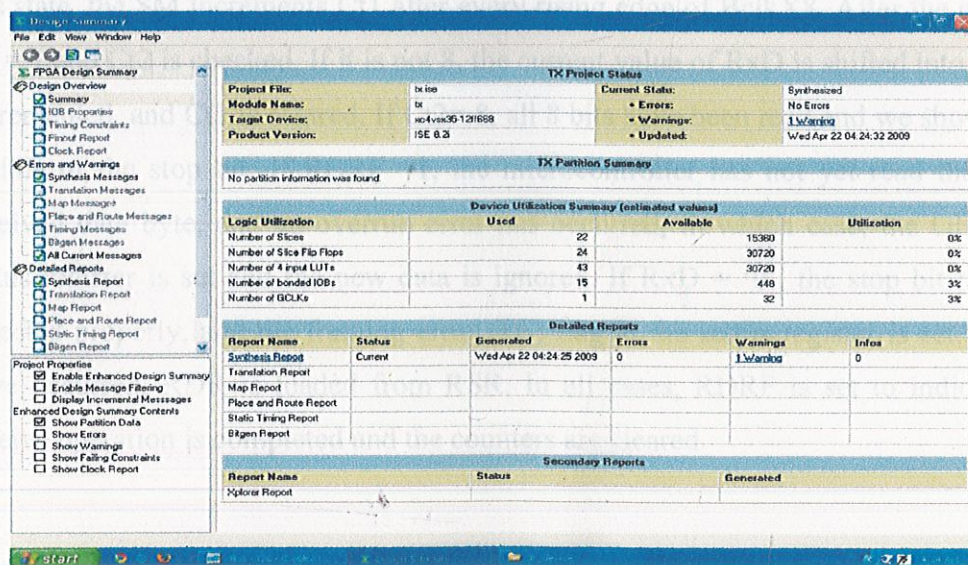 Design Summary
File Edit View Window Help
FPGA Design Summary
Design Overview
Summary
IOB Properties
Timing Constraints
Pinout Report
Clock Report
Errors and Warnings
Synthesis Messages
Translation Messages
Map Messages
Place and Route Messages
Timing Messages
Bitgen Messages
All Current Messages
Detailed Reports
Synthesis Report
Translation Report
Map Report
Place and Route Report
Static Timing Report
Bitgen Report
Project Properties
Enable Enhanced Design Summary
Enable Message Filtering
Display Incremental Messages
Enhanced Design Summary Contents
Show Partition Data
Show Errors
Show Warnings
Show Failing Constraints
Show Clock Report
TX Project Status
Project File: tx.ise Current State: Synthesized
Module Name: tx • Errors: No Errors
Target Device: xc4vsx35-12ff668 • Warnings: 1 Warning
Product Version: ISE 8.2i • Updated: Wed Apr 22 04:24:32 2009
TX Partition Summary
No partition information was found.
Device Utilization Summary (estimated values)
Logic Utilization Used Available Utilization
Number of Slices 22 15360 0%
Number of Slice Flip Flops 24 30720 0%
Number of 4 input LUTs 43 30720 0%
Number of bonded IOBs 15 448 3%
Number of GCLKs 1 32 3%
Detailed Reports
Report Name Status Generated Errors Warnings Infos
Synthesis Report Current Wed Apr 22 04:24:25 2009 0 1 Warning 0
Translation Report
Map Report
Place and Route Report
Static Timing Report
Bitgen Report
Secondary Reports
Report Name Status Generated
Xplorer Report
start